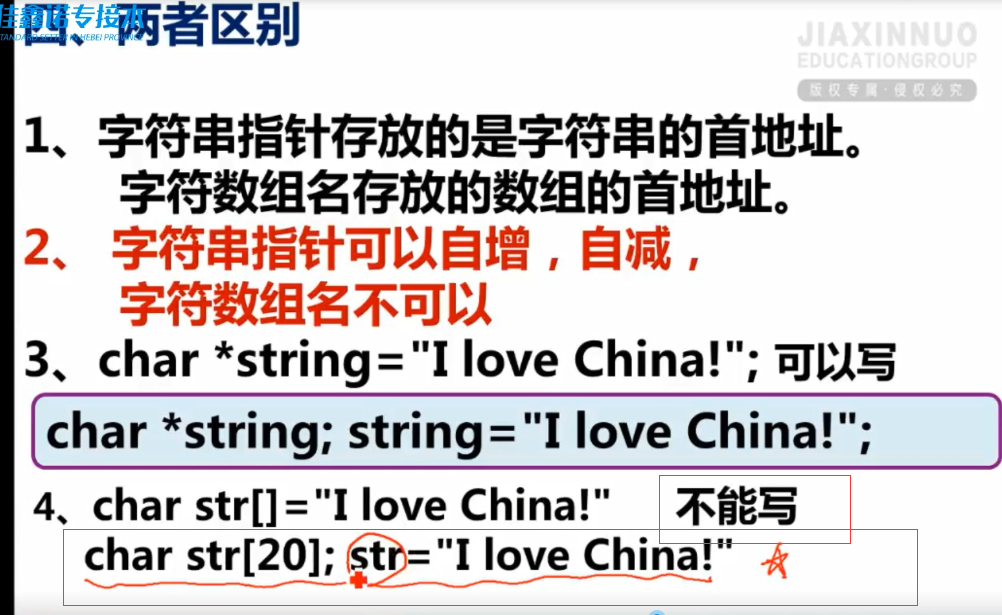 佳鑫诺专接本
STANDARD SETTER IN HEBEI PROVINCE
四、两者区别
JIAXINNUO
EDUCATIONGROUP
版权专属·侵权必究
1、字符串指针存放的是字符串的首地址。
字符数组名存放的数组的首地址。
2、 字符串指针可以自增，自减，
字符数组名不可以
3、char *string="I love China!"; 可以写
char *string; string="I love China!";
4、char str[]="I love China!" 不能写
char str[20]; str="I love China!"